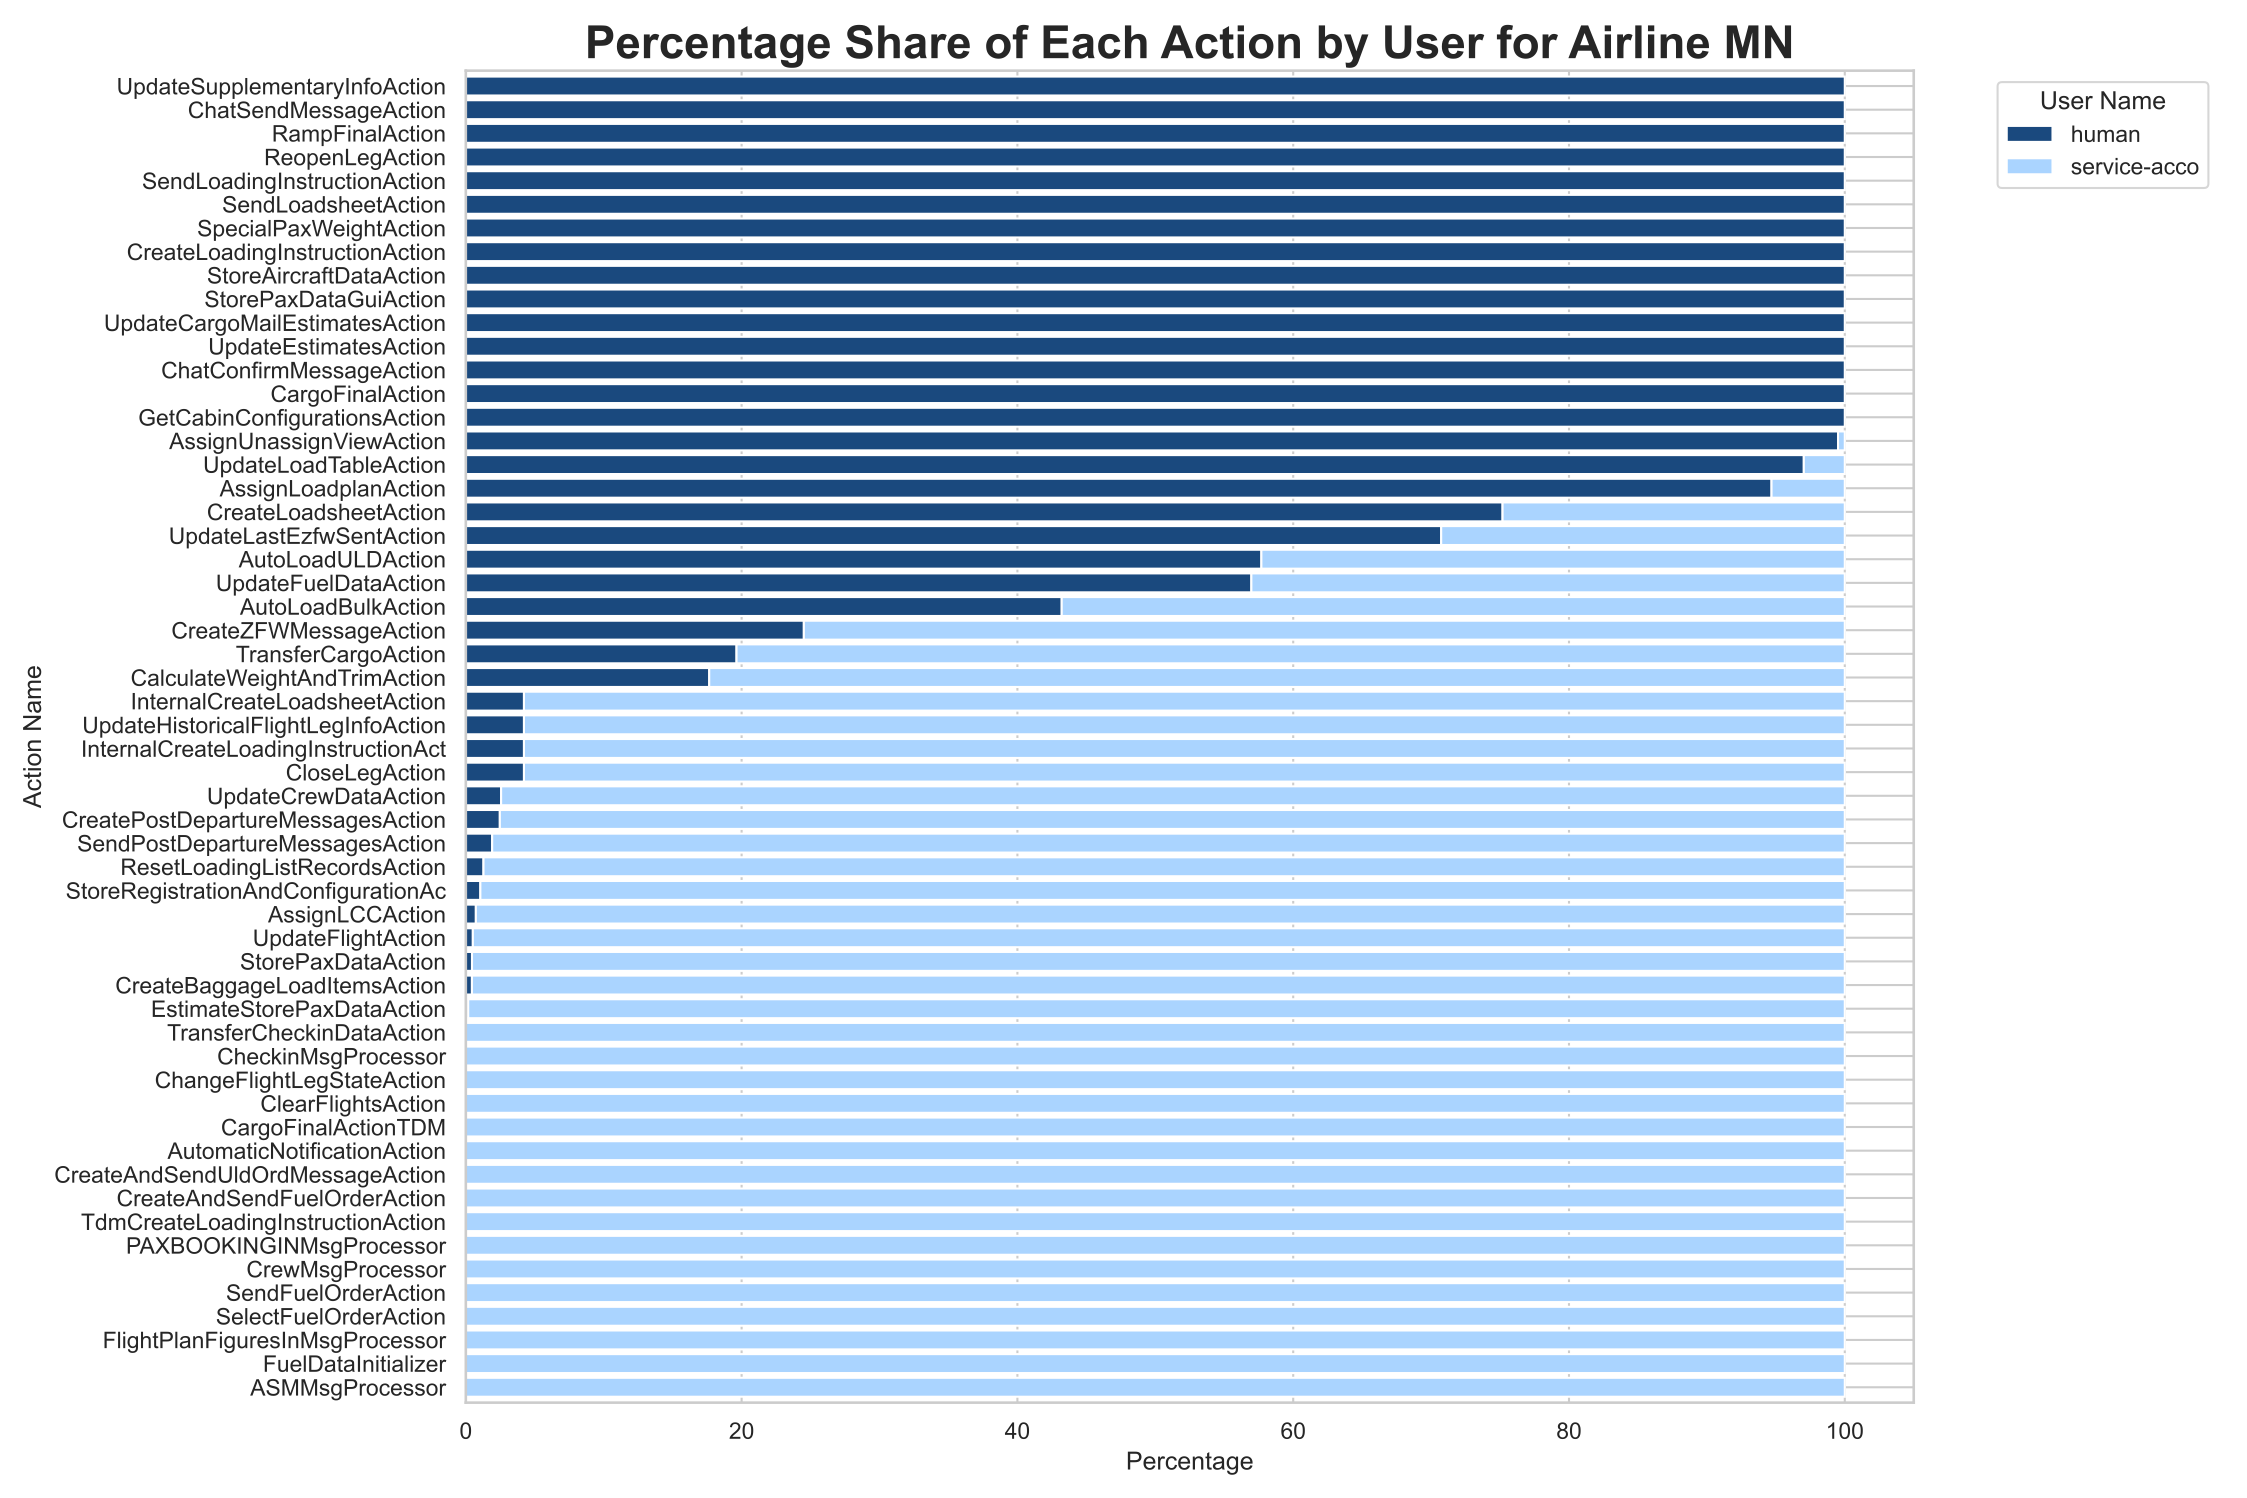 Percentage Share of Each Action by User for Airline MN
UpdateSupplementaryInfoAction
ChatSendMessageAction
RampFinalAction
ReopenLegAction
SendLoadingInstructionAction
SendLoadsheetAction
SpecialPaxWeightAction
CreateLoadingInstructionAction
StoreAircraftDataAction
StorePaxDataGuiAction
UpdateCargoMailEstimatesAction
UpdateEstimatesAction
ChatConfirmMessageAction
CargoFinalAction
GetCabinConfigurationsAction
AssignUnassignViewAction
UpdateLoadTableAction
AssignLoadplanAction
CreateLoadsheetAction
UpdateLastEzfwSentAction
AutoLoadULDAction
UpdateFuelDataAction
AutoLoadBulkAction
CreateZFWMessageAction
TransferCargoAction
CalculateWeightAndTrimAction
InternalCreateLoadsheetAction
UpdateHistoricalFlightLegInfoAction
InternalCreateLoadingInstructionAct
CloseLegAction
UpdateCrewDataAction
CreatePostDepartureMessagesAction
SendPostDepartureMessagesAction
ResetLoadingListRecordsAction
StoreRegistrationAndConfigurationAc
AssignLCCAction
UpdateFlightAction
StorePaxDataAction
CreateBaggageLoadItemsAction
EstimateStorePaxDataAction
TransferCheckinDataAction
CheckinMsgProcessor
ChangeFlightLegStateAction
ClearFlightsAction
CargoFinalActionTDM
AutomaticNotificationAction
CreateAndSendUldOrdMessageAction
CreateAndSendFuelOrderAction
TdmCreateLoadingInstructionAction
PAXBOOKINGINMsgProcessor
CrewMsgProcessor
SendFuelOrderAction
SelectFuelOrderAction
FlightPlanFiguresInMsgProcessor
FuelDataInitializer
ASMMsgProcessor
Action Name
0 20 40 60 80 100
Percentage
User Name
human
service-acco